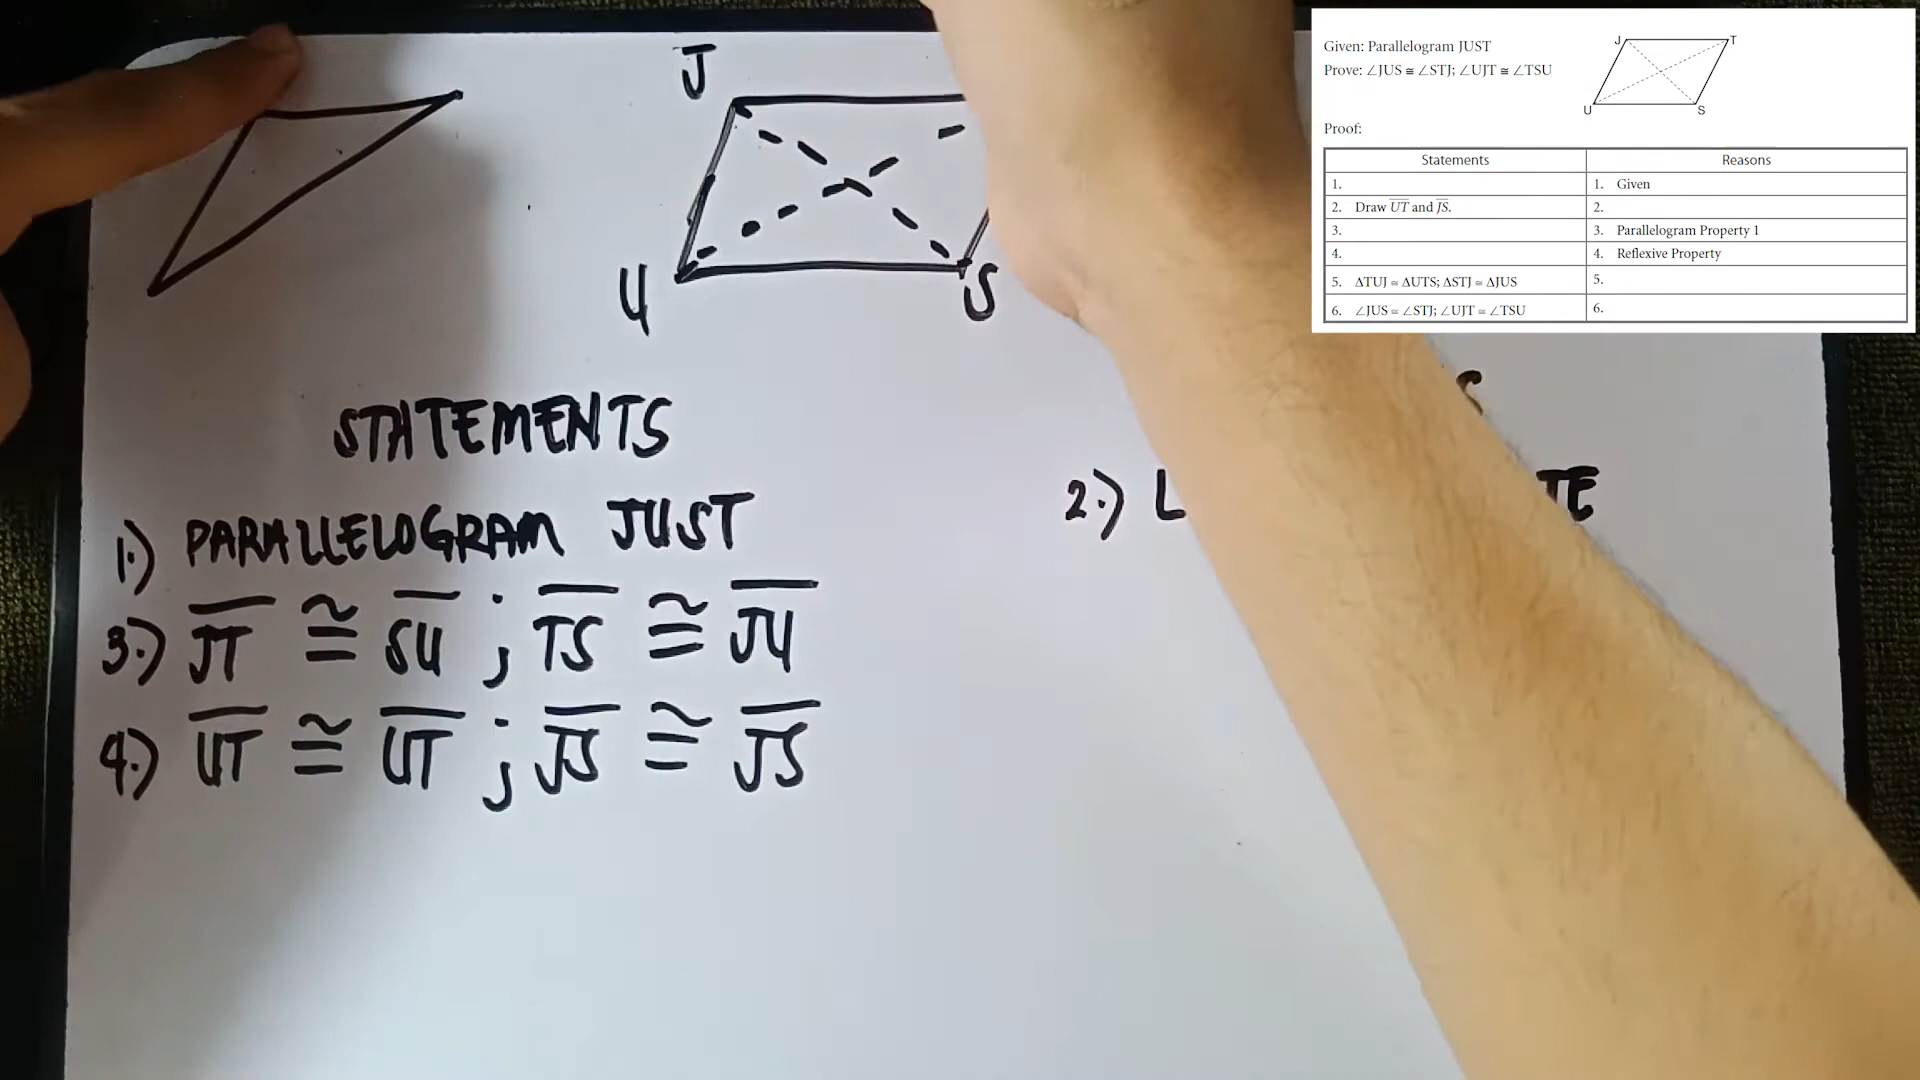 J
U
S
STATEMENTS
1.) PARALLELOGRAM JUST
3.) JT ≅ SU ; TS ≅ JU
4.) UT ≅ UT ; JS ≅ JS
S
2.) L
TE
Given: Parallelogram JUST
Prove: ∠JUS ≅ ∠STJ; ∠UJT ≅ ∠TSU
J T
U S
Proof:
Statements Reasons
1. 1. Given
2. Draw UT and JS. 2.
3. 3. Parallelogram Property 1
4. 4. Reflexive Property
5. ΔTUJ ≅ ΔUTS; ΔSTJ ≅ ΔJUS 5.
6. ∠JUS ≅ ∠STJ; ∠UJT ≅ ∠TSU 6.